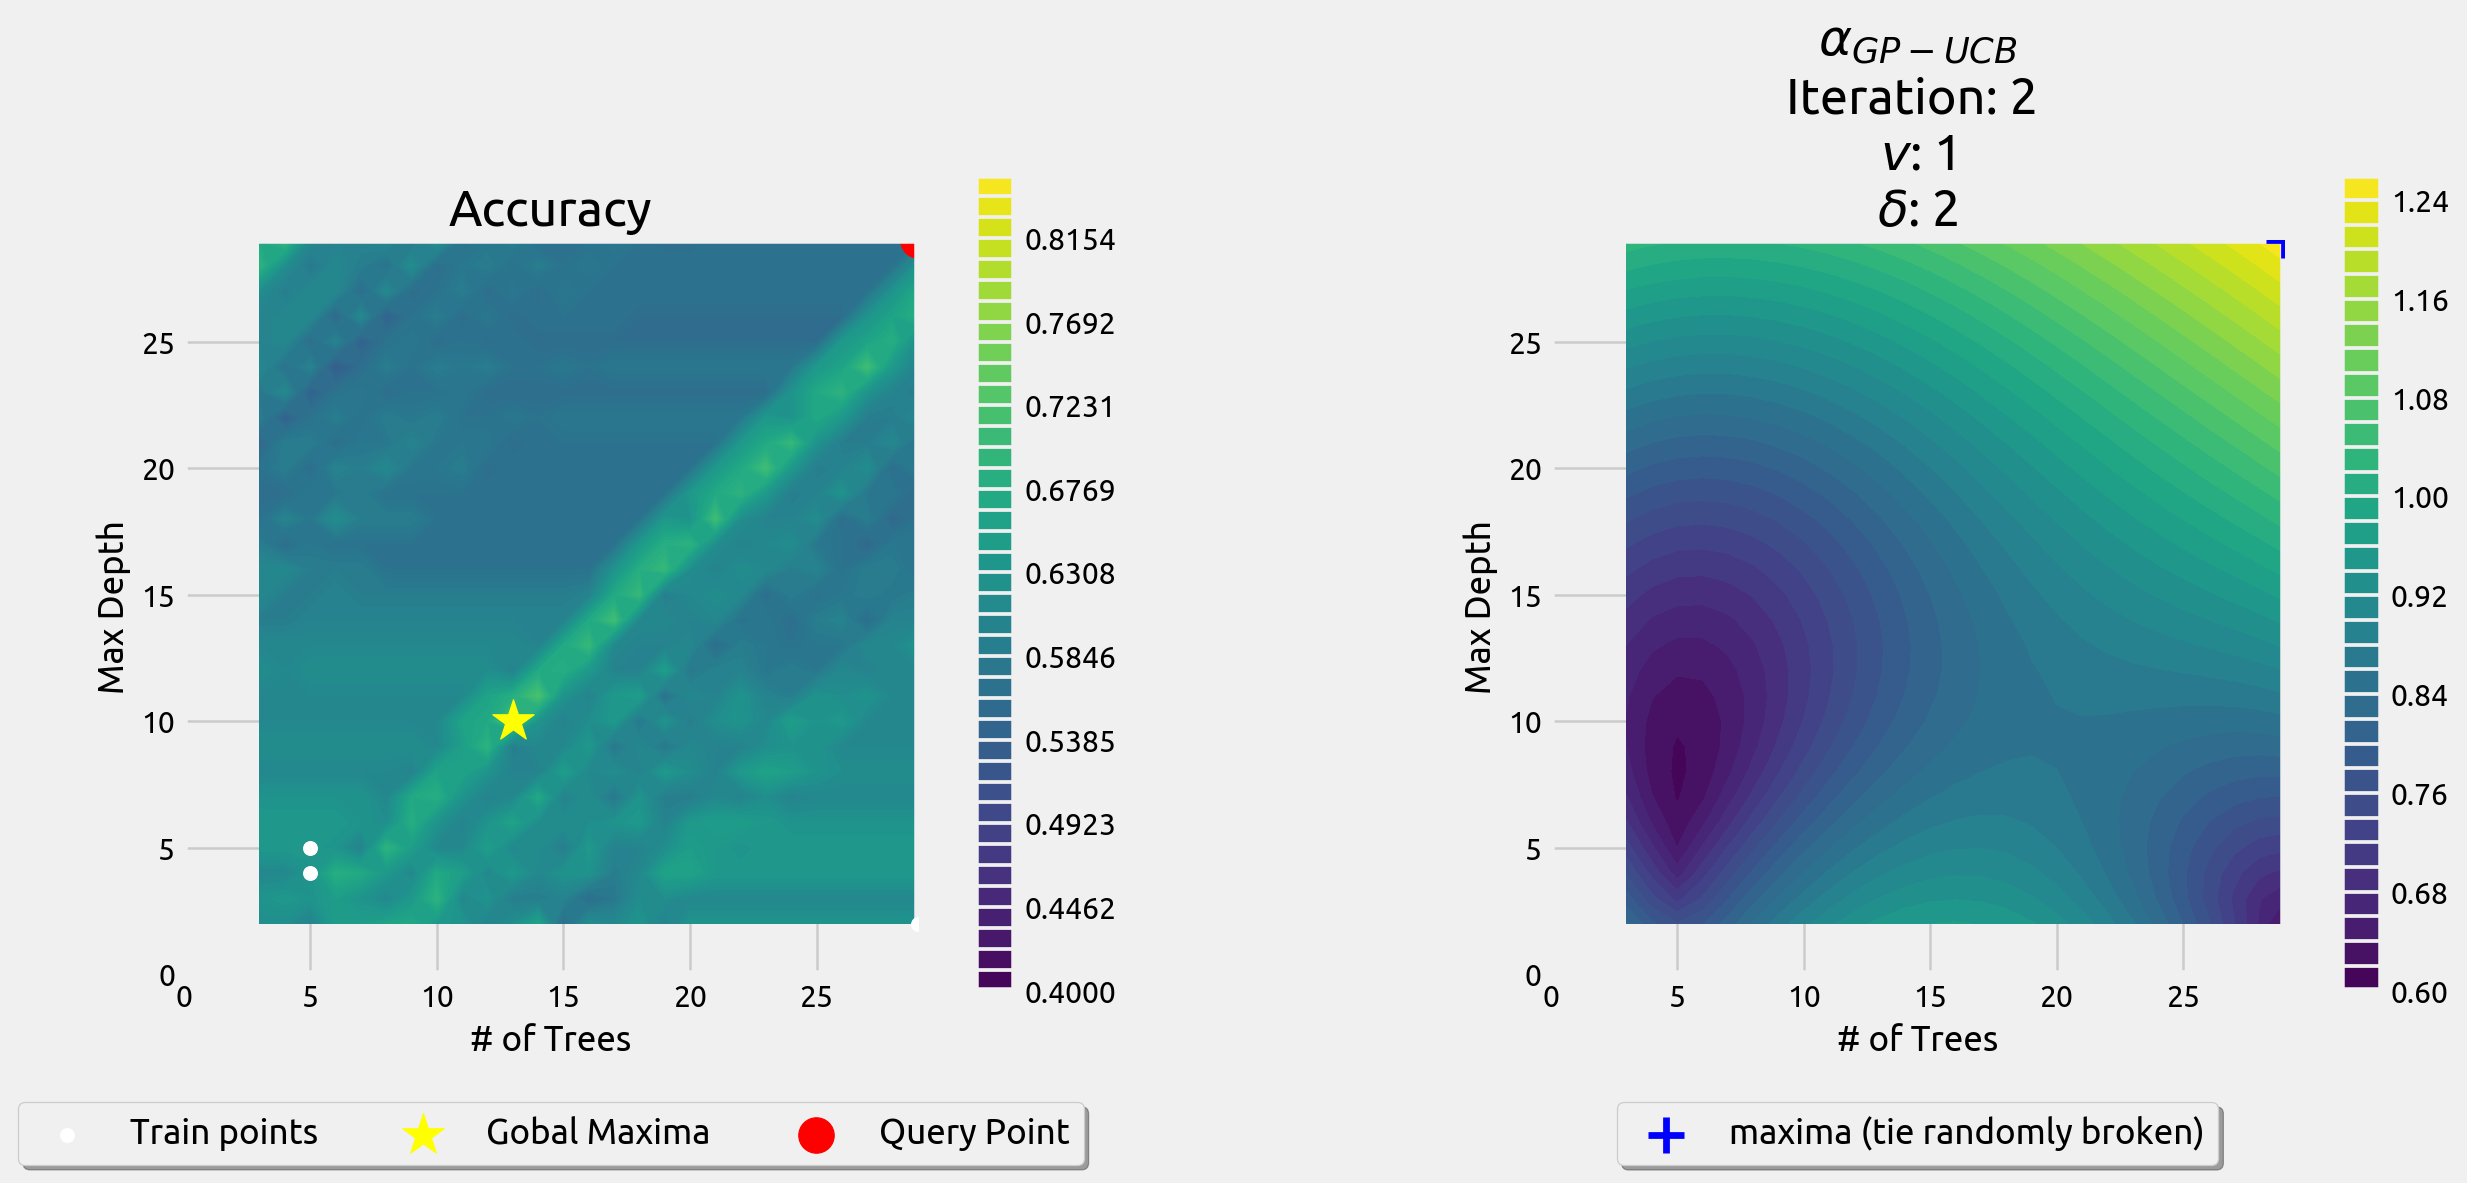 Accuracy
25
20
15
10
5
0
Max Depth
0 5 10 15 20 25
# of Trees
0.8154
0.7692
0.7231
0.6769
0.6308
0.5846
0.5385
0.4923
0.4462
0.4000
Train points
Gobal Maxima
Query Point
α_{GP − UCB}
Iteration: 2
ν: 1
δ: 2
25
20
15
10
5
0
Max Depth
0 5 10 15 20 25
# of Trees
1.24
1.16
1.08
1.00
0.92
0.84
0.76
0.68
0.60
maxima (tie randomly broken)